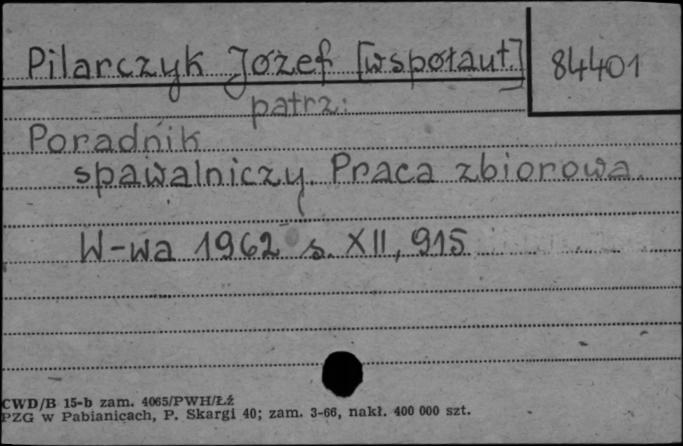 Pilarczyk Józef [współaut.]
84401
patrz:
Poradnik
spawalniczy. Praca zbiorowa.
W-wa 1962 s. XII, 915
CWD/B 15-b zam. 4065/PWH/Łź
PZG w Pabianicach, P. Skargi 40; zam. 3-66, nakł. 400 000 szt.